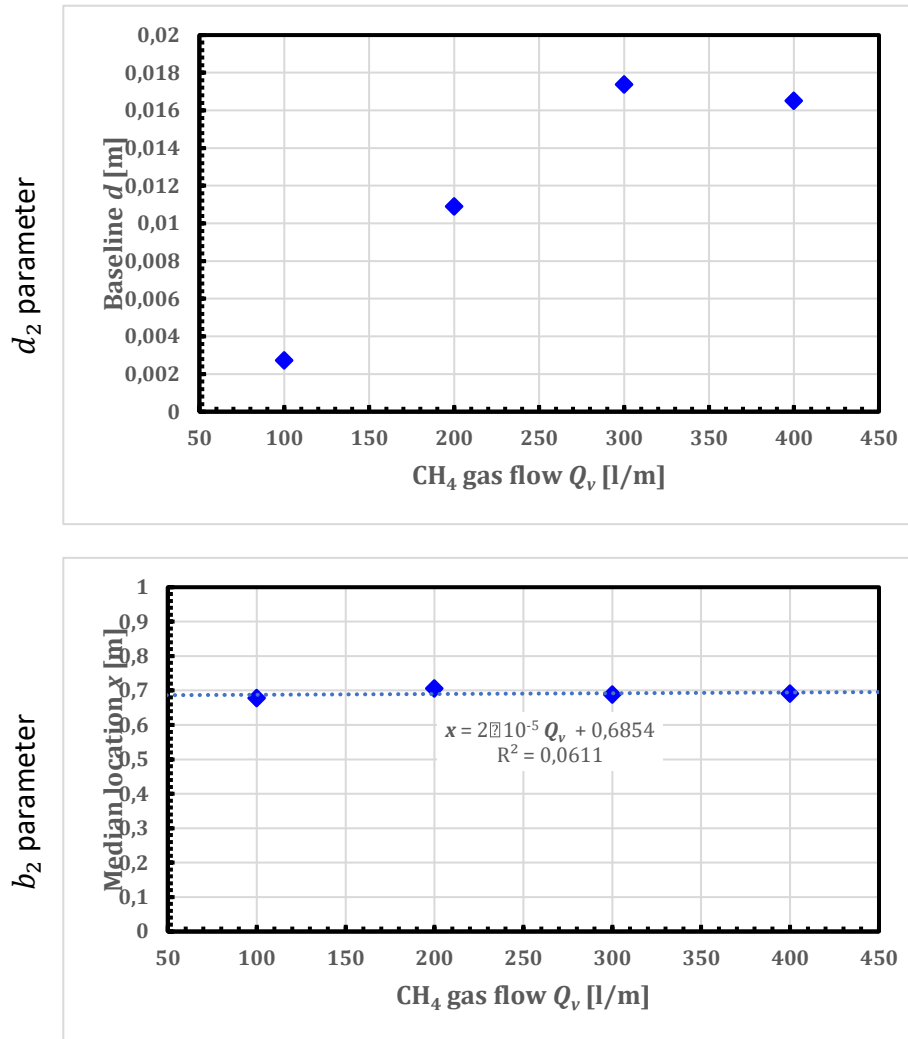 d₂ parameter
Baseline d [m]
0,02
0,018
0,016
0,014
0,012
0,01
0,008
0,006
0,004
0,002
0
50 100 150 200 250 300 350 400 450
CH₄ gas flow Qᵥ [l/m]
b₂ parameter
Median location x [m]
1
0,9
0,8
0,7
0,6
0,5
0,4
0,3
0,2
0,1
0
x = 2⍰10⁻⁵ Qᵥ + 0,6854
R² = 0,0611
50 100 150 200 250 300 350 400 450
CH₄ gas flow Qᵥ [l/m]